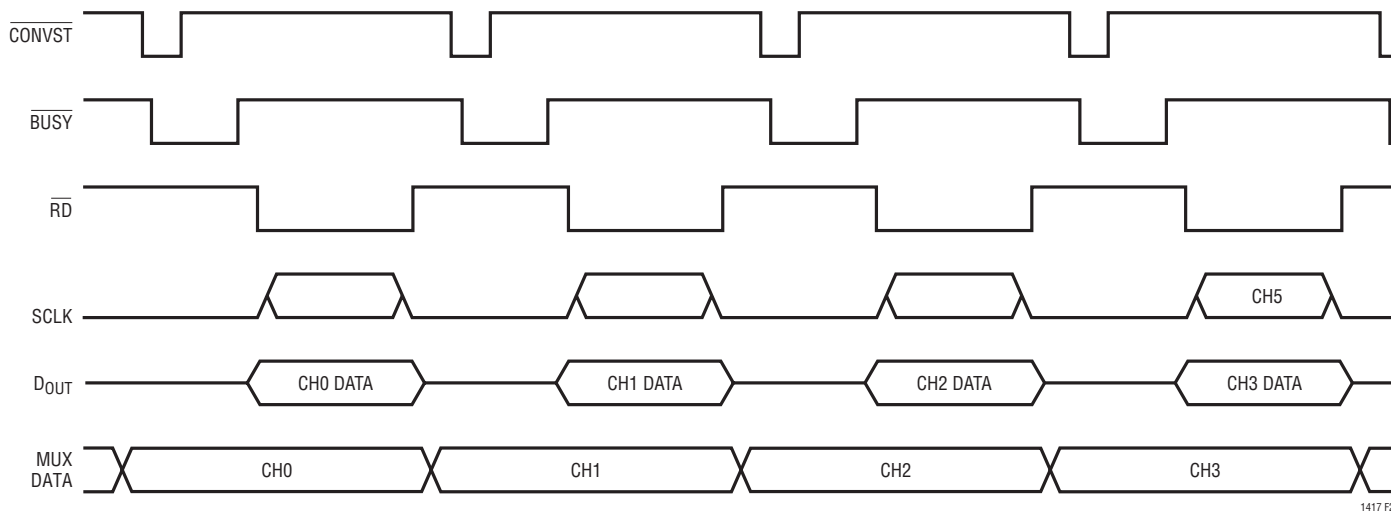 CONVST
BUSY
RD
SCLK
CH5
DOUT
CH0 DATA
CH1 DATA
CH2 DATA
CH3 DATA
MUX
DATA
CH0
CH1
CH2
CH3
1417